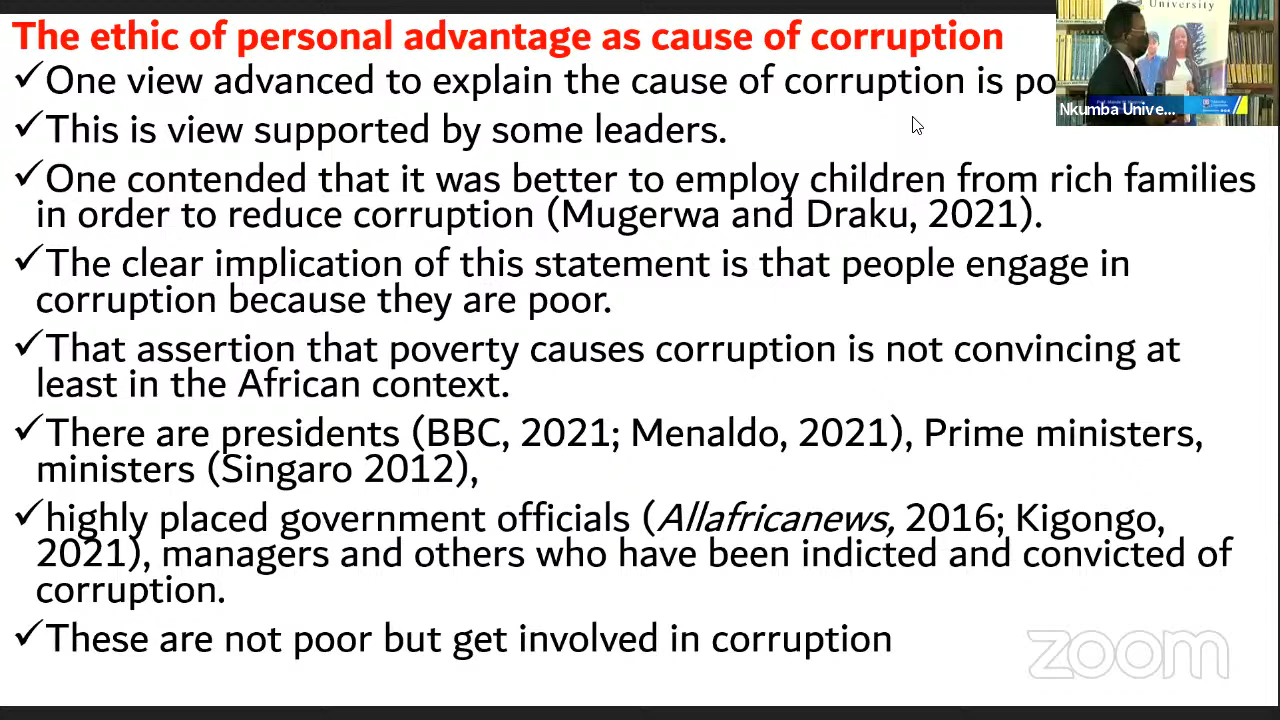 The ethic of personal advantage as cause of corruption
✓One view advanced to explain the cause of corruption is
✓This is view supported by some leaders.
✓One contended that it was better to employ children from rich families
in order to reduce corruption (Mugerwa and Draku, 2021).
✓The clear implication of this statement is that people engage in
corruption because they are poor.
✓That assertion that poverty causes corruption is not convincing at
least in the African context.
✓There are presidents (BBC, 2021; Menaldo, 2021), Prime ministers,
ministers (Singaro 2012),
✓highly placed government officials (Allafricanews, 2016; Kigongo,
2021), managers and others who have been indicted and convicted of
corruption.
✓These are not poor but get involved in corruption
University
Nkumba Unive...
zoom